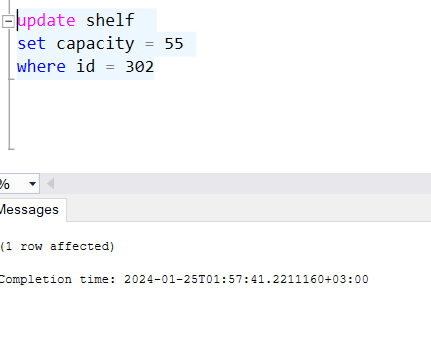 update shelf
set capacity = 55
where id = 302
%
Messages
(1 row affected)
Completion time: 2024-01-25T01:57:41.2211160+03:00